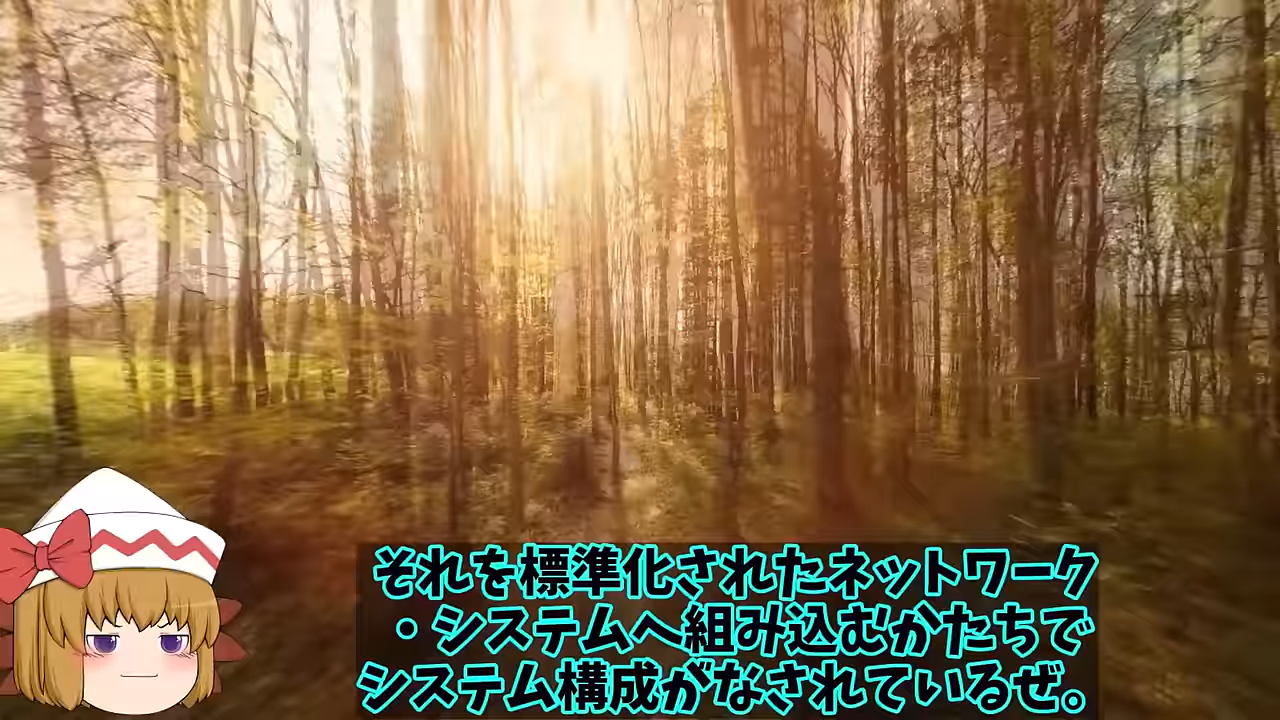 それを標準化されたネットワーク
・システムへ組み込むかたちで
システム構成がなされているぜ。